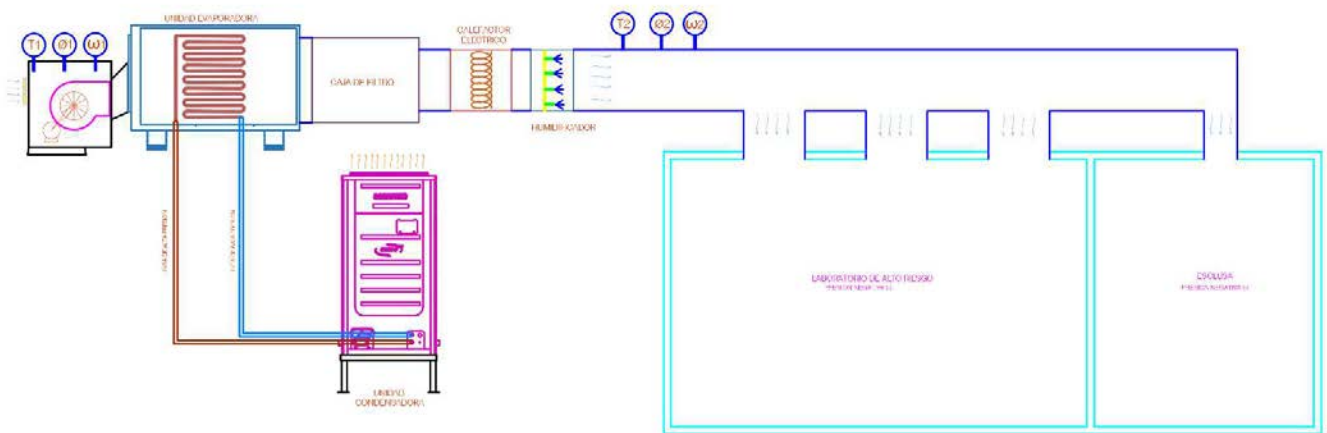 UNIDAD EVAPORADORA
T1 Ø1 ω1
CALEFACTOR
ELECTRICO
T2 Ø2 ω2
CAJA DE FILTRO
HUMIDIFICADOR
LABORATORIO DE ALTO RIESGO
ESCLUSA
UNIDAD
CONDENSADORA